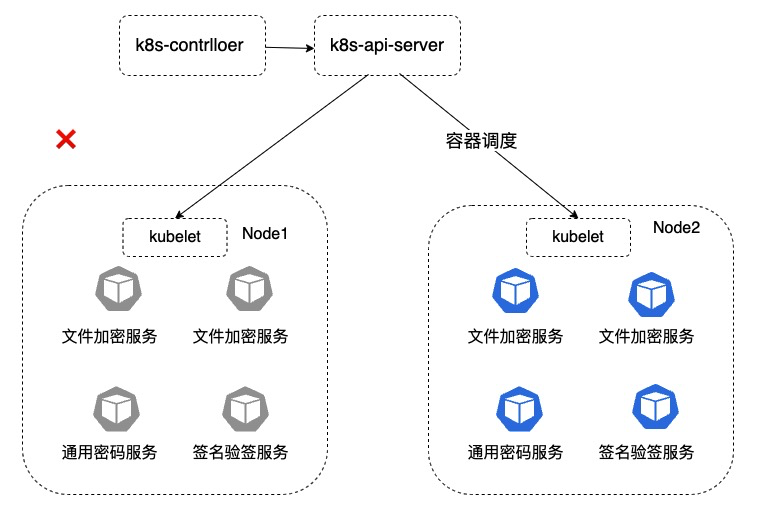 k8s-contrlloer
k8s-api-server
容器调度
kubelet
Node1
文件加密服务
文件加密服务
通用密码服务
签名验签服务
kubelet
Node2
文件加密服务
文件加密服务
通用密码服务
签名验签服务